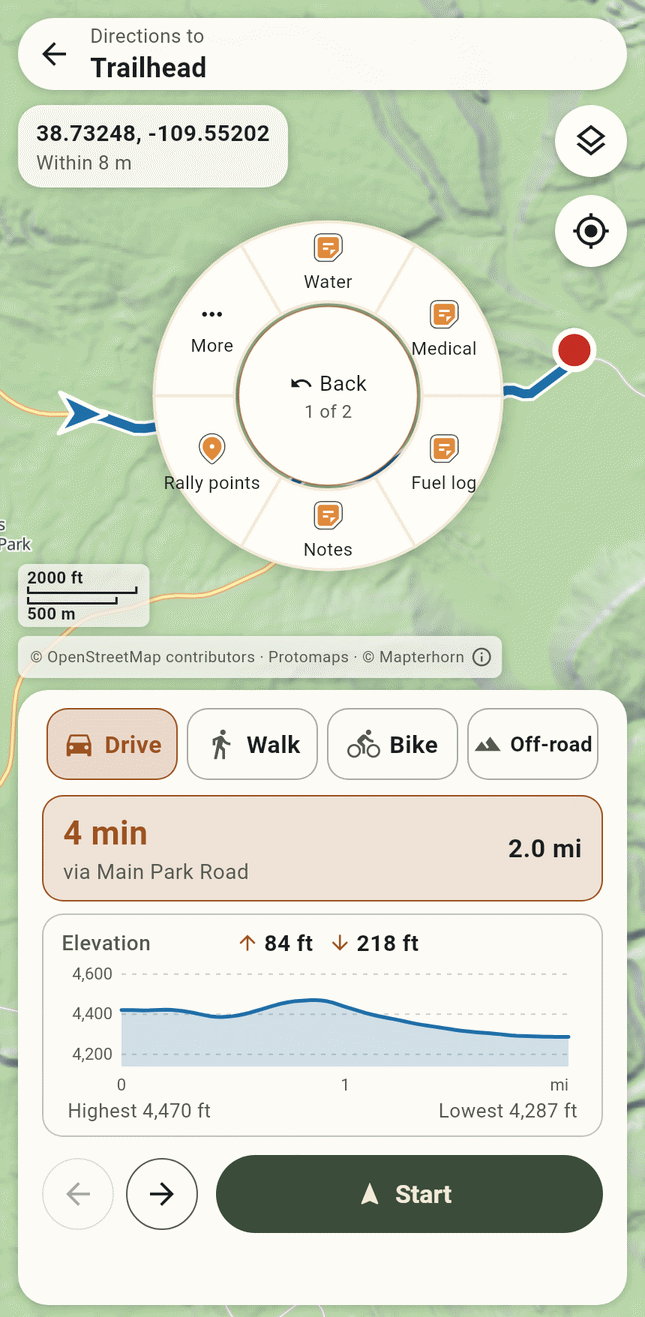 Directions to
Trailhead
38.73248, -109.55202
Within 8 m
Water
More
Medical
Back
1 of 2
Rally points
Fuel log
Notes
s
Park
2000 ft
500 m
© OpenStreetMap contributors · Protomaps · © Mapterhorn
Drive
Walk
Bike
Off-road
4 min
2.0 mi
via Main Park Road
Elevation
84 ft
218 ft
4,600
4,400
4,200
0
1
mi
Highest 4,470 ft
Lowest 4,287 ft
Start